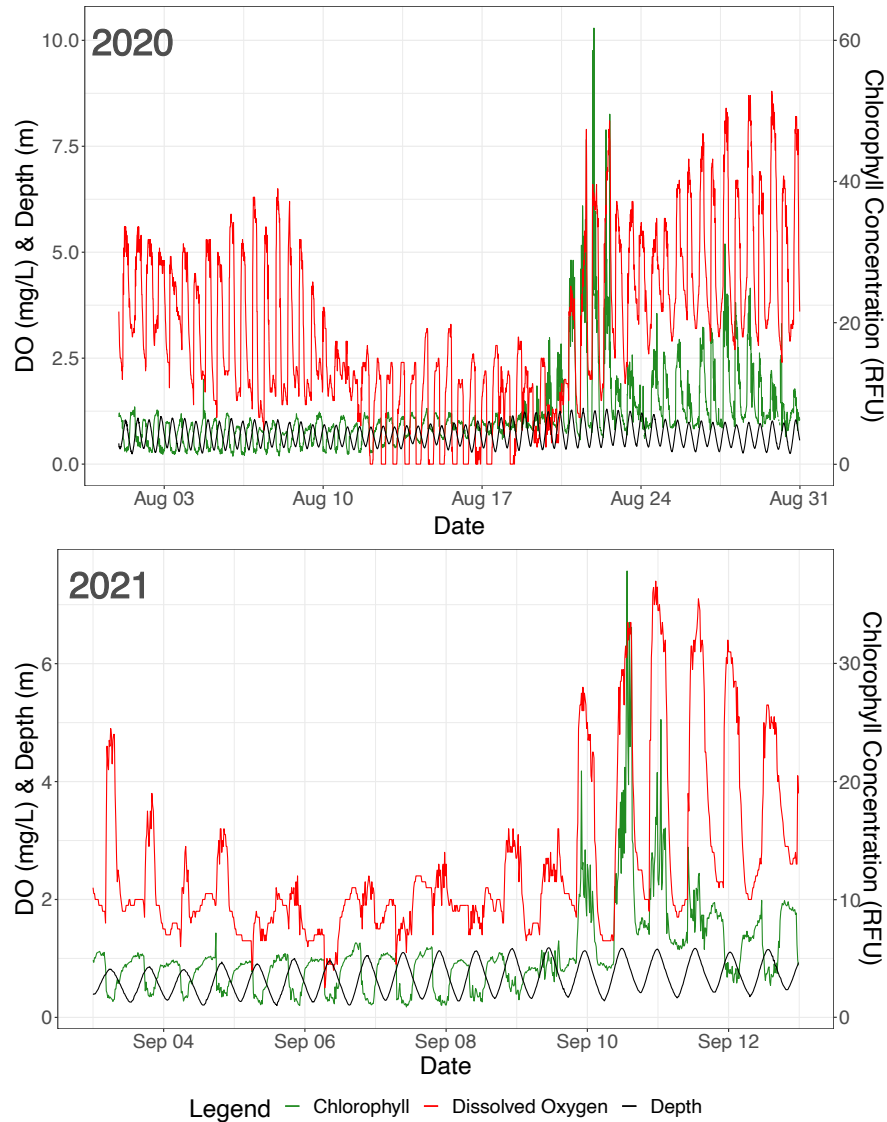 2020
10.0
7.5
5.0
2.5
0.0
60
40
20
0
DO (mg/L) & Depth (m)
Chlorophyll Concentration (RFU)
Aug 03
Aug 10
Aug 17
Aug 24
Aug 31
Date
2021
6
4
2
0
30
20
10
0
DO (mg/L) & Depth (m)
Chlorophyll Concentration (RFU)
Sep 04
Sep 06
Sep 08
Sep 10
Sep 12
Date
Legend Chlorophyll Dissolved Oxygen Depth